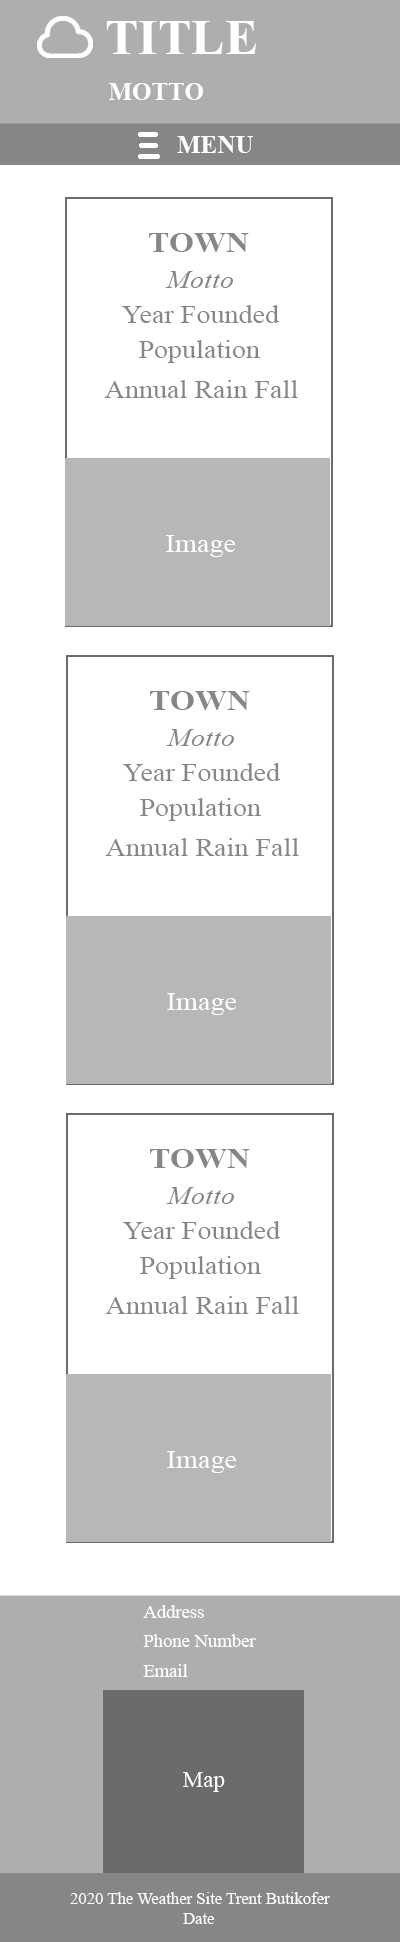 TITLE
MOTTO
MENU
TOWN
Motto
Year Founded
Population
Annual Rain Fall
Image
TOWN
Motto
Year Founded
Population
Annual Rain Fall
Image
TOWN
Motto
Year Founded
Population
Annual Rain Fall
Image
Address
Phone Number
Email
Map
2020 The Weather Site Trent Butikofer
Date